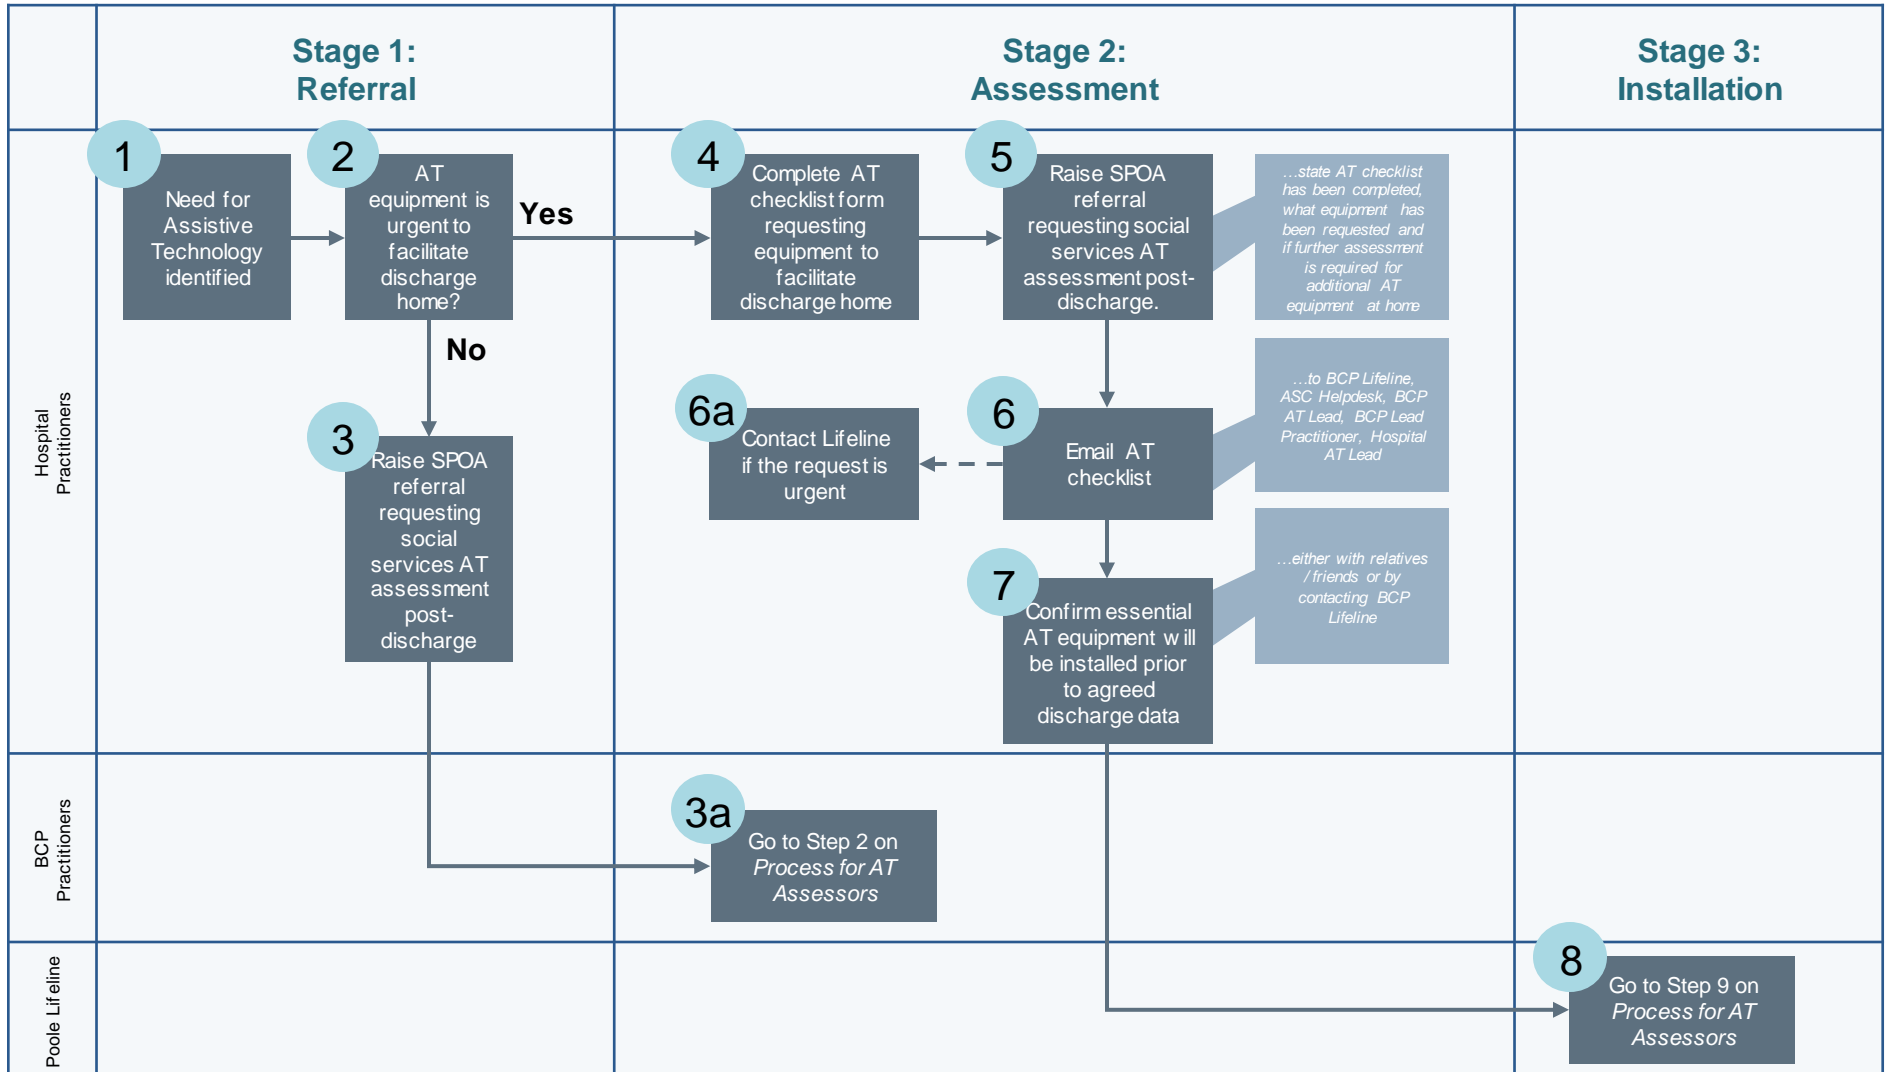 Stage 1:
Referral
Stage 2:
Assessment
Stage 3:
Installation
Hospital
Practitioners
1
Need for
Assistive
Technology
identified
2
AT
equipment is
urgent to
facilitate
discharge
home?
Yes
No
3
Raise SPOA
referral
requesting
social
services AT
assessment
post-
discharge
4
Complete AT
checklist form
requesting
equipment to
facilitate
discharge home
5
Raise SPOA
referral
requesting social
services AT
assessment post-
discharge.
…state AT checklist
has been completed,
what equipment has
been requested and
if further assessment
is required for
additional AT
equipment at home
6a
Contact Lifeline
if the request is
urgent
6
Email AT
checklist
…to BCP Lifeline,
ASC Helpdesk, BCP
AT Lead, BCP Lead
Practitioner, Hospital
AT Lead
7
Confirm essential
AT equipment will
be installed prior
to agreed
discharge data
…either with relatives
/ friends or by
contacting BCP
Lifeline
BCP
Practitioners
3a
Go to Step 2 on
Process for AT
Assessors
Poole Lifeline
8
Go to Step 9 on
Process for AT
Assessors